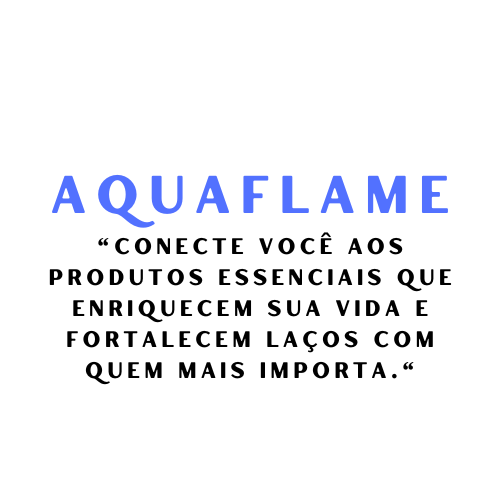 AQUAFLAME
“CONECTE VOCÊ AOS
PRODUTOS ESSENCIAIS QUE
ENRIQUECEM SUA VIDA E
FORTALECEM LAÇOS COM
QUEM MAIS IMPORTA.“